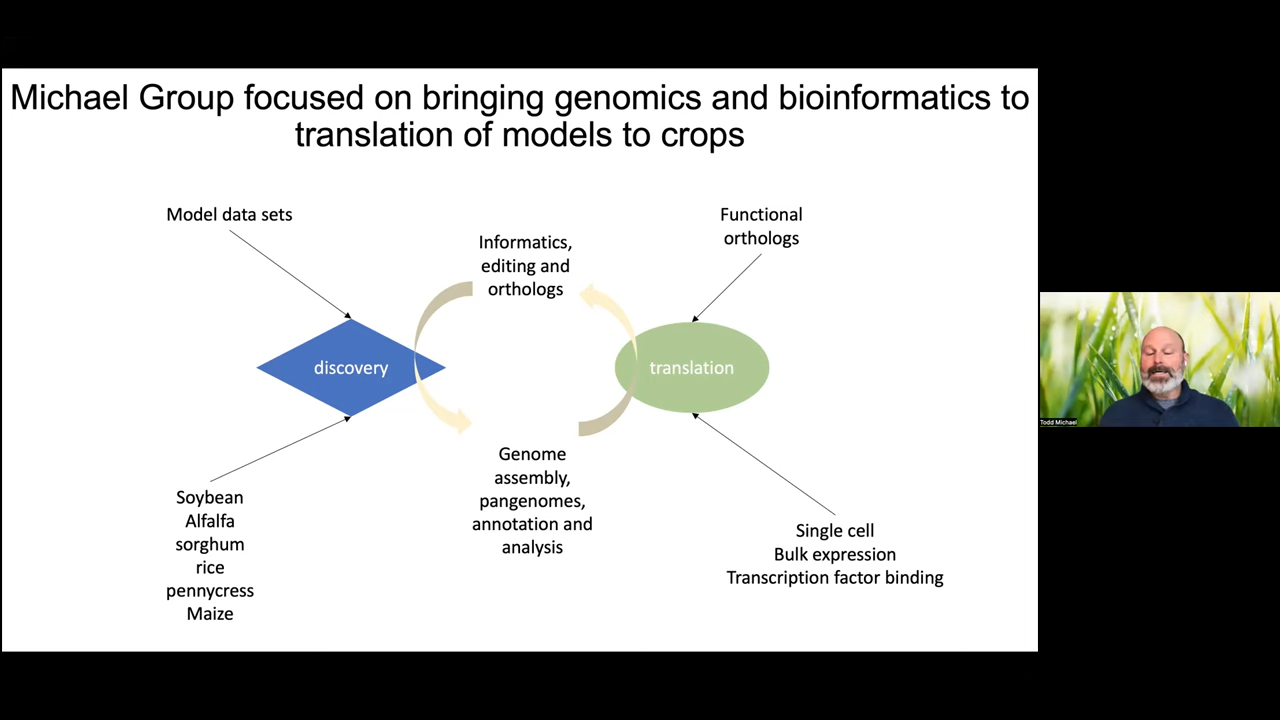 Michael Group focused on bringing genomics and bioinformatics to
translation of models to crops
Model data sets
Functional
orthologs
Informatics,
editing and
orthologs
discovery
translation
Genome
assembly,
pangenomes,
annotation and
analysis
Soybean
Alfalfa
sorghum
rice
pennycress
Maize
Single cell
Bulk expression
Transcription factor binding
Todd Michael